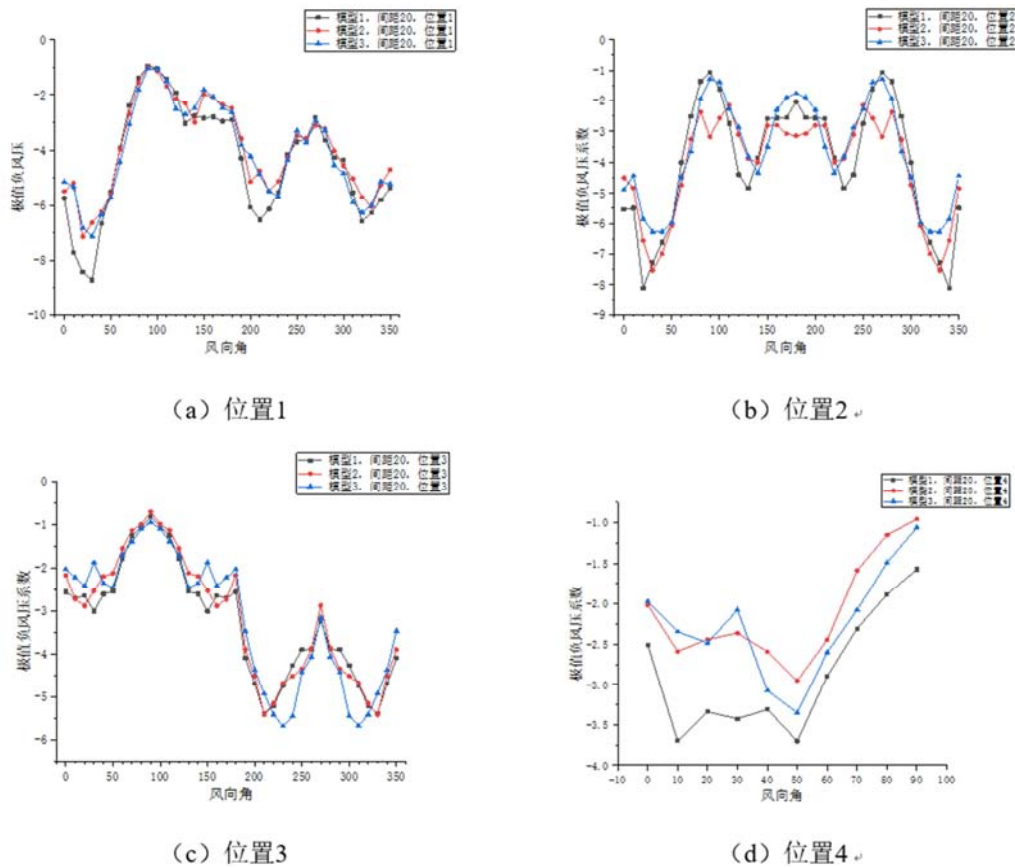 模型1, 间距20, 位置1
模型2, 间距20, 位置1
模型3, 间距20, 位置1
0
-2
-4
-6
-8
-10
极值负风压
0 50 100 150 200 250 300 350
风向角
(a) 位置1
模型1, 间距20, 位置2
模型2, 间距20, 位置2
模型3, 间距20, 位置2
0
-1
-2
-3
-4
-5
-6
-7
-8
-9
极值负风压系数
0 50 100 150 200 250 300 350
风向角
(b) 位置2
模型1, 间距20, 位置3
模型2, 间距20, 位置3
模型3, 间距20, 位置3
0
-1
-2
-3
-4
-5
-6
极值负风压系数
0 50 100 150 200 250 300 350
风向角
(c) 位置3
模型1, 间距20, 位置4
模型2, 间距20, 位置4
模型3, 间距20, 位置4
-1.0
-1.5
-2.0
-2.5
-3.0
-3.5
-4.0
极值负风压系数
-10 0 10 20 30 40 50 60 70 80 90 100
风向角
(d) 位置4